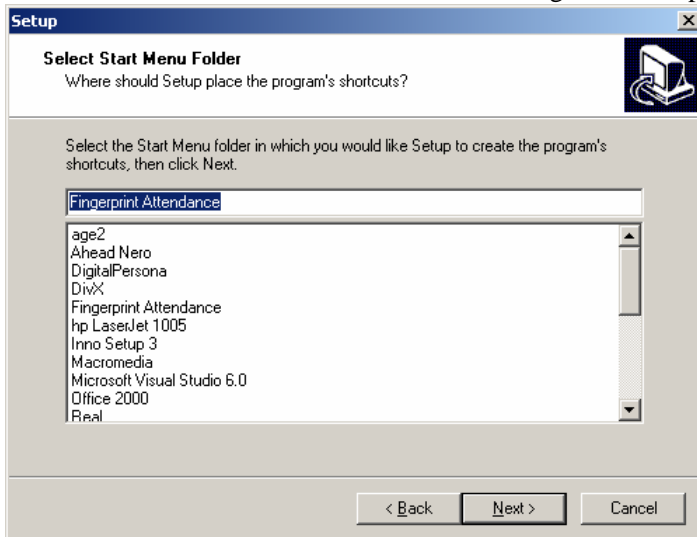 Setup
Select Start Menu Folder
Where should Setup place the program's shortcuts?
Select the Start Menu folder in which you would like Setup to create the program's
shortcuts, then click Next.
Fingerprint Attendance
age2
Ahead Nero
DigitalPersona
DivX
Fingerprint Attendance
hp LaserJet 1005
Inno Setup 3
Macromedia
Microsoft Visual Studio 6.0
Office 2000
Real
< Back Next > Cancel